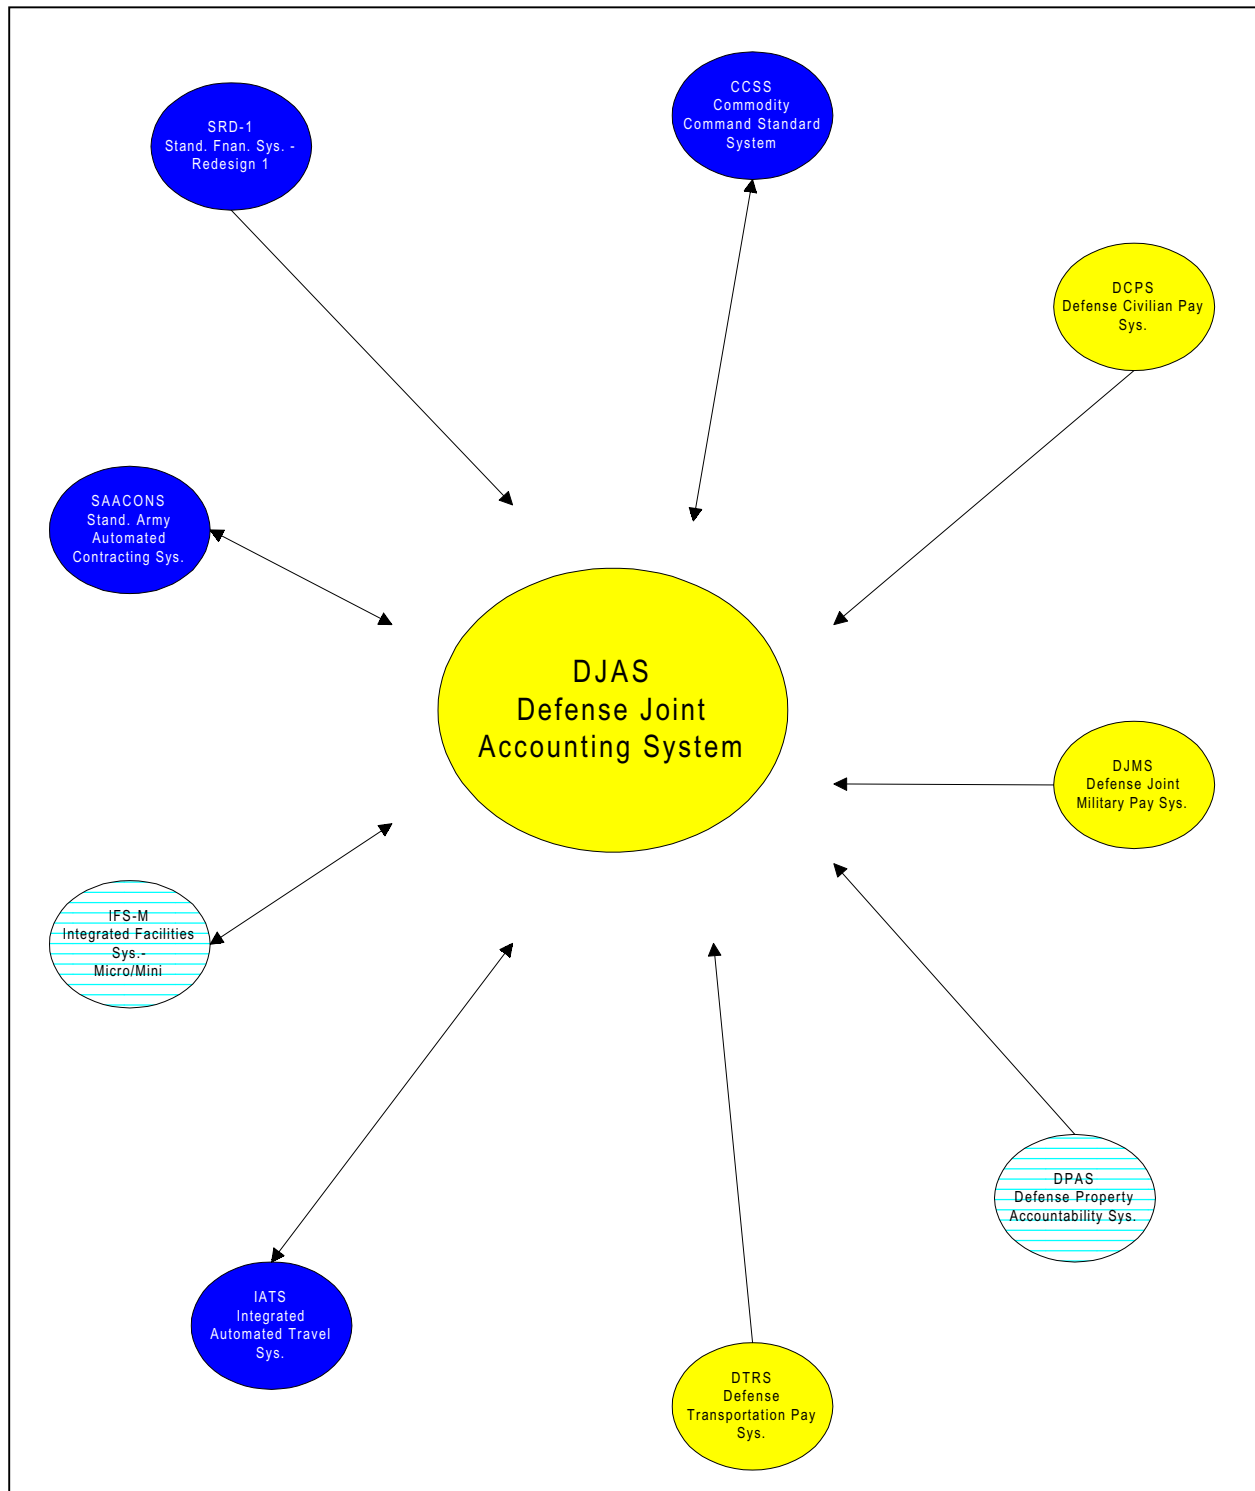 CCSS
Commodity
Command Standard
System
SRD-1
Stand. Fnan. Sys. -
Redesign 1
DCPS
Defense Civilian Pay
Sys.
SAACONS
Stand. Army
Automated
Contracting Sys.
DJAS
Defense Joint
Accounting System
DJMS
Defense Joint
Military Pay Sys.
IFS-M
Integrated Facilities
Sys.-
Micro/Mini
DPAS
Defense Property
Accountability Sys.
IATS
Integrated
Automated Travel
Sys.
DTRS
Defense
Transportation Pay
Sys.